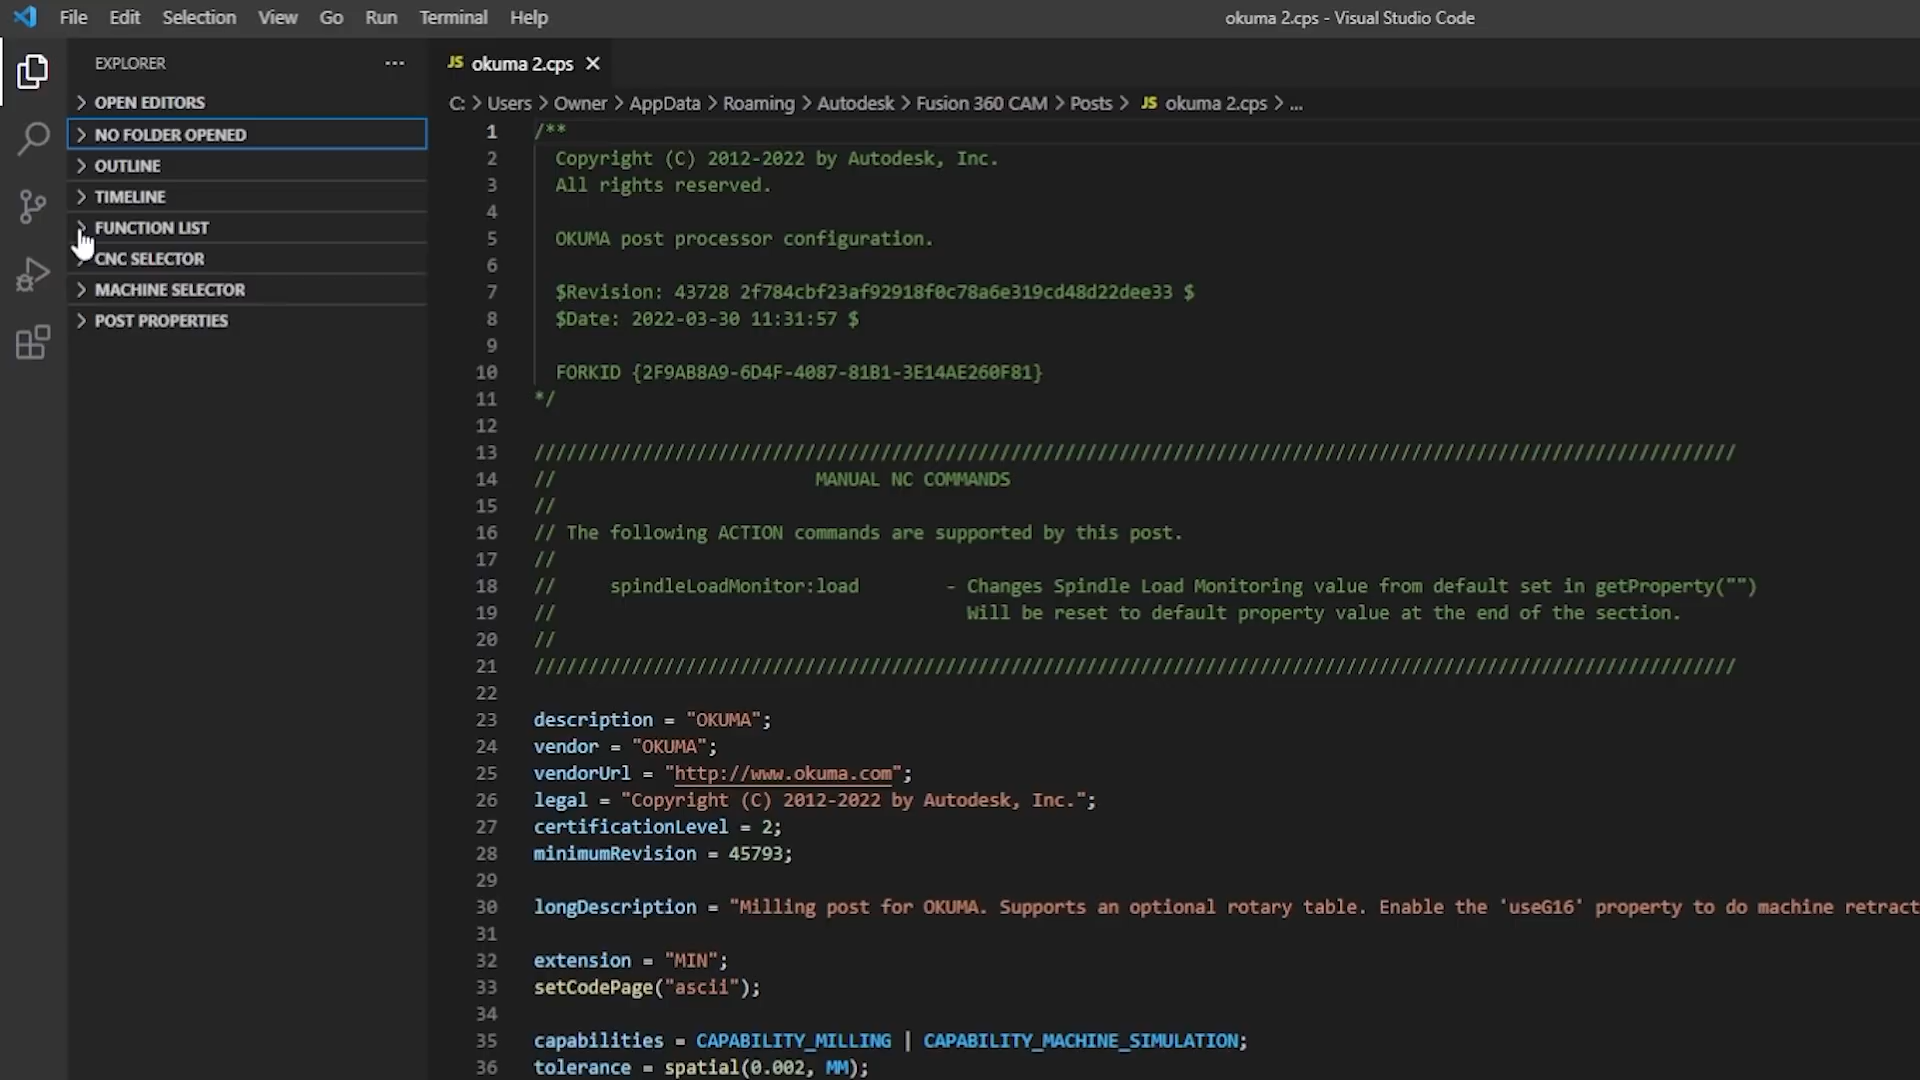 File Edit Selection View Go Run Terminal Help
okuma 2.cps - Visual Studio Code
EXPLORER ...
OPEN EDITORS
NO FOLDER OPENED
OUTLINE
TIMELINE
FUNCTION LIST
CNC SELECTOR
MACHINE SELECTOR
POST PROPERTIES
JS okuma 2.cps
C: > Users > Owner > AppData > Roaming > Autodesk > Fusion 360 CAM > Posts > JS okuma 2.cps > ...
1 /**
2 Copyright (C) 2012-2022 by Autodesk, Inc.
3 All rights reserved.
4
5 OKUMA post processor configuration.
6
7 $Revision: 43728 2f784cbf23af92918f0c78a6e319cd48d22dee33 $
8 $Date: 2022-03-30 11:31:57 $
9
10 FORKID {2F9AB8A9-6D4F-4087-81B1-3E14AE260F81}
11 */
12
13 ///////////////////////////////////////////////////////////////////////////////////////////////////////////////
14 // MANUAL NC COMMANDS
15 //
16 // The following ACTION commands are supported by this post.
17 //
18 // spindleLoadMonitor:load - Changes Spindle Load Monitoring value from default set in getProperty("")
19 // Will be reset to default property value at the end of the section.
20 //
21 ///////////////////////////////////////////////////////////////////////////////////////////////////////////////
22
23 description = "OKUMA";
24 vendor = "OKUMA";
25 vendorUrl = "http://www.okuma.com";
26 legal = "Copyright (C) 2012-2022 by Autodesk, Inc.";
27 certificationLevel = 2;
28 minimumRevision = 45793;
29
30 longDescription = "Milling post for OKUMA. Supports an optional rotary table. Enable the 'useG16' property to do machine retract
31
32 extension = "MIN";
33 setCodePage("ascii");
34
35 capabilities = CAPABILITY_MILLING | CAPABILITY_MACHINE_SIMULATION;
36 tolerance = spatial(0.002, MM);